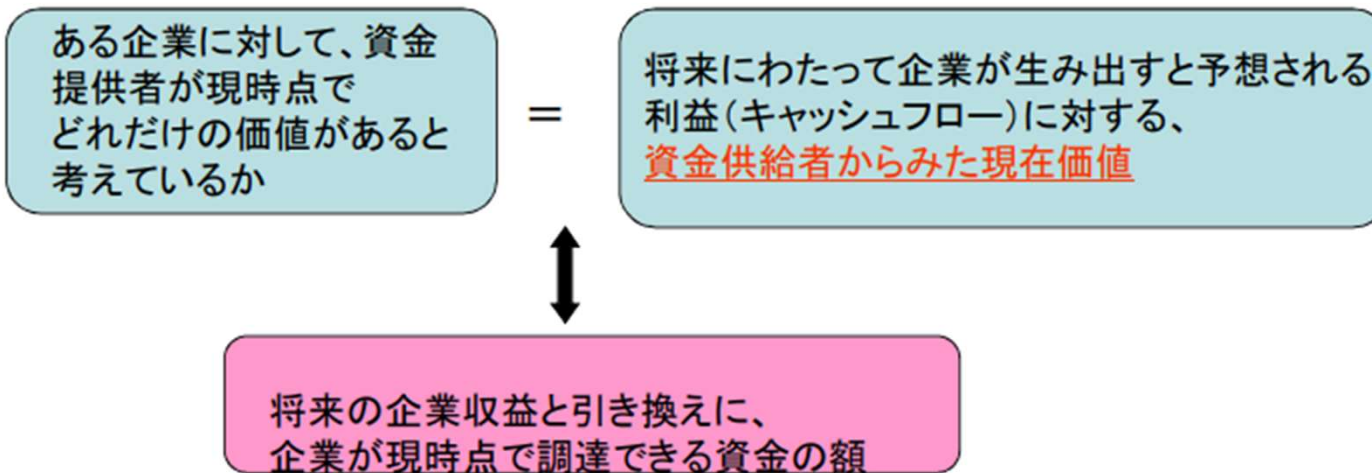 ある企業に対して、資金
提供者が現時点で
どれだけの価値があると
考えているか
＝
将来にわたって企業が生み出すと予想される
利益（キャッシュフロー）に対する、
資金供給者からみた現在価値
将来の企業収益と引き換えに、
企業が現時点で調達できる資金の額